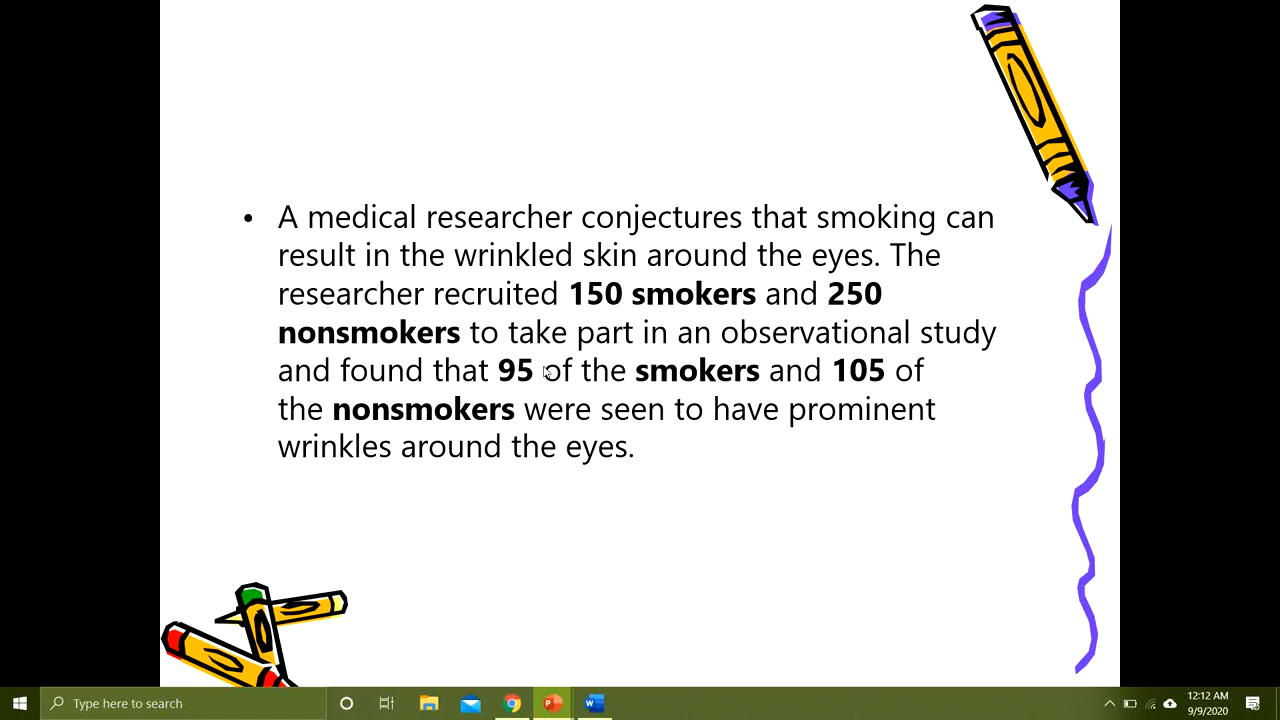 • A medical researcher conjectures that smoking can
result in the wrinkled skin around the eyes. The
researcher recruited 150 smokers and 250
nonsmokers to take part in an observational study
and found that 95 of the smokers and 105 of
the nonsmokers were seen to have prominent
wrinkles around the eyes.
Type here to search
12:12 AM
9/9/2020